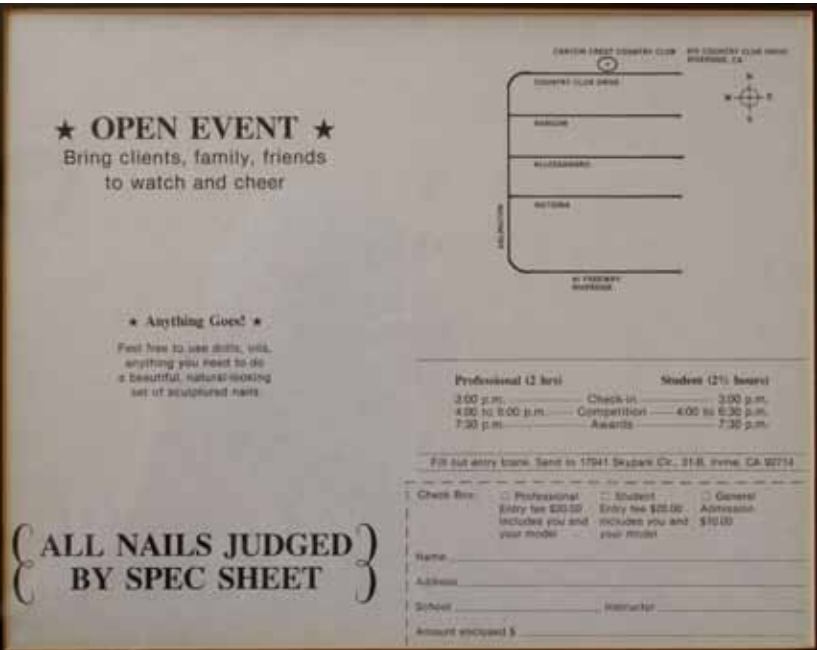 ★ OPEN EVENT ★
Bring clients, family, friends
to watch and cheer
★ Anything Goes! ★
Feel free to use drills, oils,
anything you need to do
a beautiful, natural-looking
set of sculptured nails
ALL NAILS JUDGED
BY SPEC SHEET
CANYON CREST COUNTRY CLUB
COUNTRY CLUB DRIVE
RIVERSIDE, CA
N
W E
S
COUNTRY CLUB DRIVE
ALESSANDRO
VICTORIA
ARLINGTON
91 FREEWAY
RIVERSIDE
Professional (2 hrs) Student (2½ hours)
3:00 p.m. Check-in 3:00 p.m.
4:00 to 6:00 p.m. Competition 4:00 to 6:30 p.m.
7:30 p.m. Awards 7:30 p.m.
Fill out entry blank. Send to 17941 Skypark Cir., 31-B, Irvine, CA 92714
Check Box: □ Professional □ Student □ General
Entry fee $20.00 Entry fee $20.00 Admission
includes you and includes you and $10.00
your model your model
Name
Address
School Instructor
Amount enclosed $